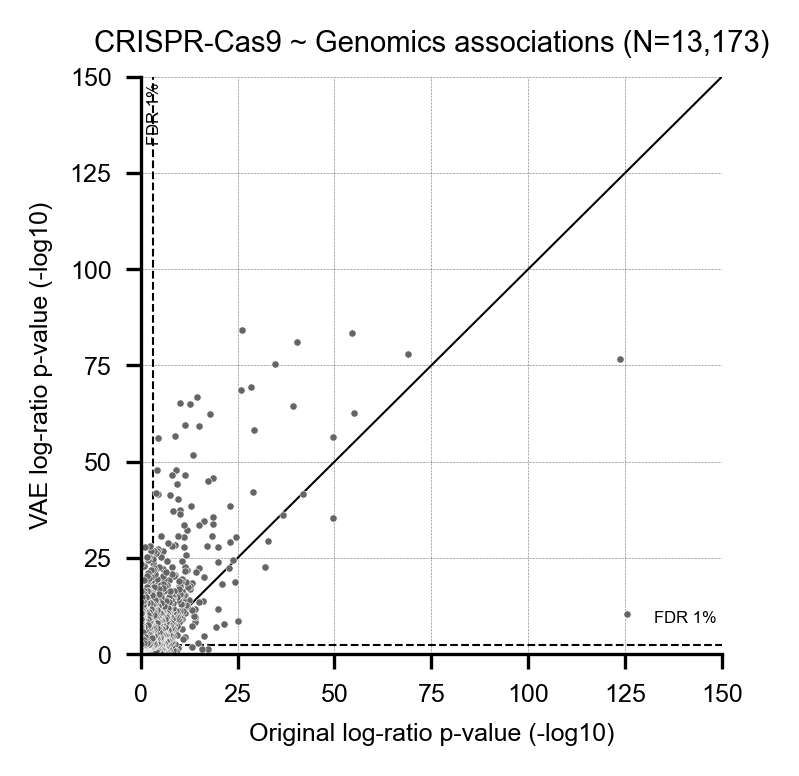 CRISPR-Cas9 ~ Genomics associations (N=13,173)
150
125
100
75
50
25
0
FDR 1%
FDR 1%
0 25 50 75 100 125 150
VAE log-ratio p-value (-log10)
Original log-ratio p-value (-log10)